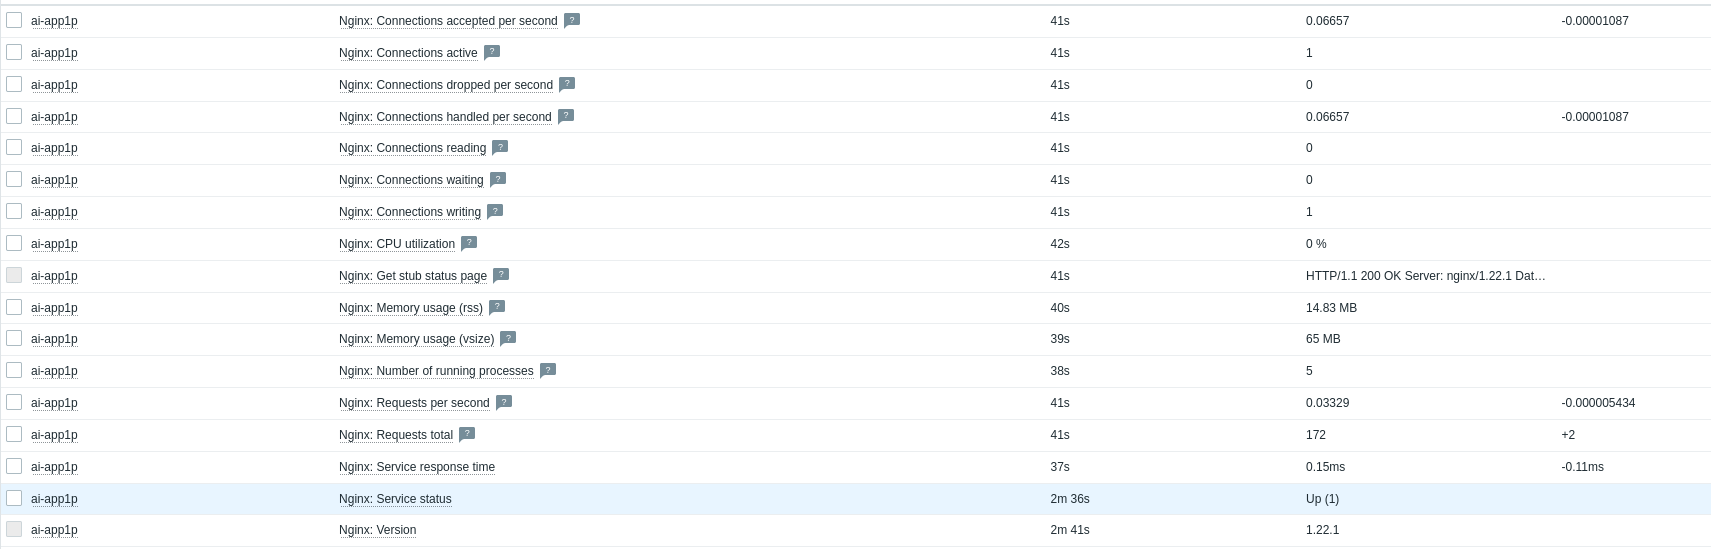 ai-app1p Nginx: Connections accepted per second ? 41s 0.06657 -0.00001087
ai-app1p Nginx: Connections active ? 41s 1
ai-app1p Nginx: Connections dropped per second ? 41s 0
ai-app1p Nginx: Connections handled per second ? 41s 0.06657 -0.00001087
ai-app1p Nginx: Connections reading ? 41s 0
ai-app1p Nginx: Connections waiting ? 41s 0
ai-app1p Nginx: Connections writing ? 41s 1
ai-app1p Nginx: CPU utilization ? 42s 0 %
ai-app1p Nginx: Get stub status page ? 41s HTTP/1.1 200 OK Server: nginx/1.22.1 Dat…
ai-app1p Nginx: Memory usage (rss) ? 40s 14.83 MB
ai-app1p Nginx: Memory usage (vsize) ? 39s 65 MB
ai-app1p Nginx: Number of running processes ? 38s 5
ai-app1p Nginx: Requests per second ? 41s 0.03329 -0.000005434
ai-app1p Nginx: Requests total ? 41s 172 +2
ai-app1p Nginx: Service response time 37s 0.15ms -0.11ms
ai-app1p Nginx: Service status 2m 36s Up (1)
ai-app1p Nginx: Version 2m 41s 1.22.1